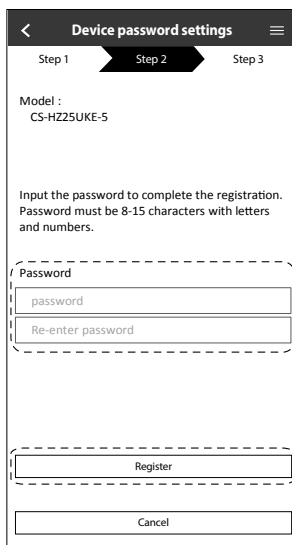 Device password settings
Step 1 Step 2 Step 3
Model :
CS-HZ25UKE-5
Input the password to complete the registration.
Password must be 8-15 characters with letters
and numbers.
Password
password
Re-enter password
Register
Cancel